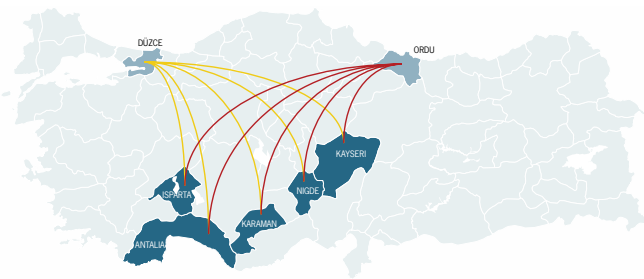 DÜZCE
ORDU
KAYSERI
NIGDE
ISPARTA
KARAMAN
ANTALIA